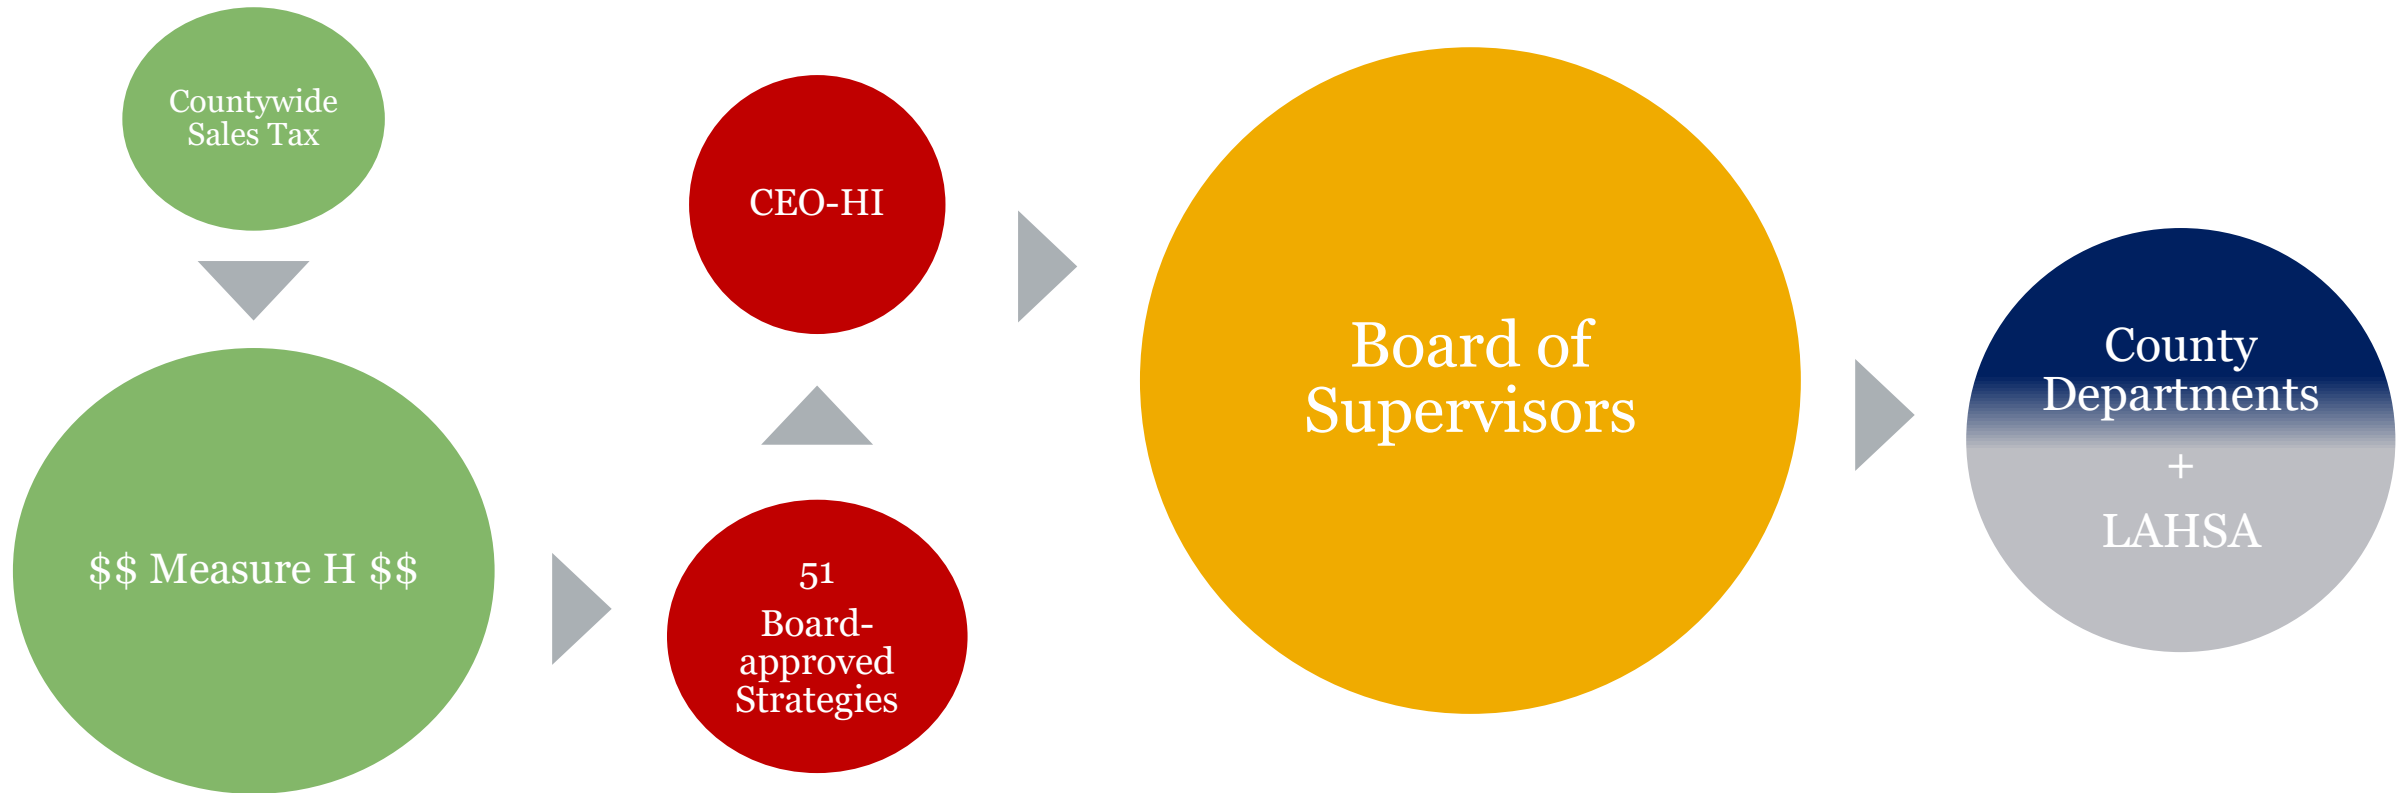 Countywide
Sales Tax
$$ Measure H $$
51
Board-
approved
Strategies
CEO-HI
Board of
Supervisors
County
Departments
+
LAHSA